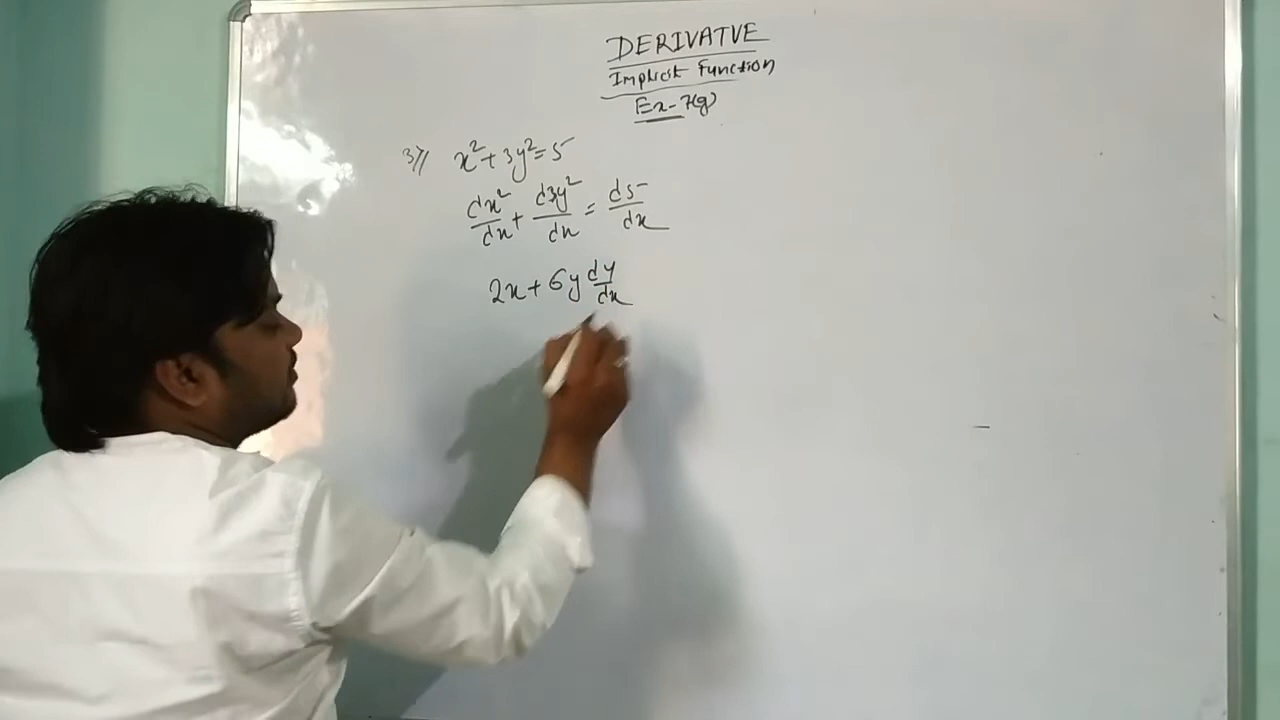 DERIVATVE
Implicit Function
Ex-7(g)
3// x²+3y²=5
dx²/dx + d3y²/dx = d5/dx
2x+6y dy/dx